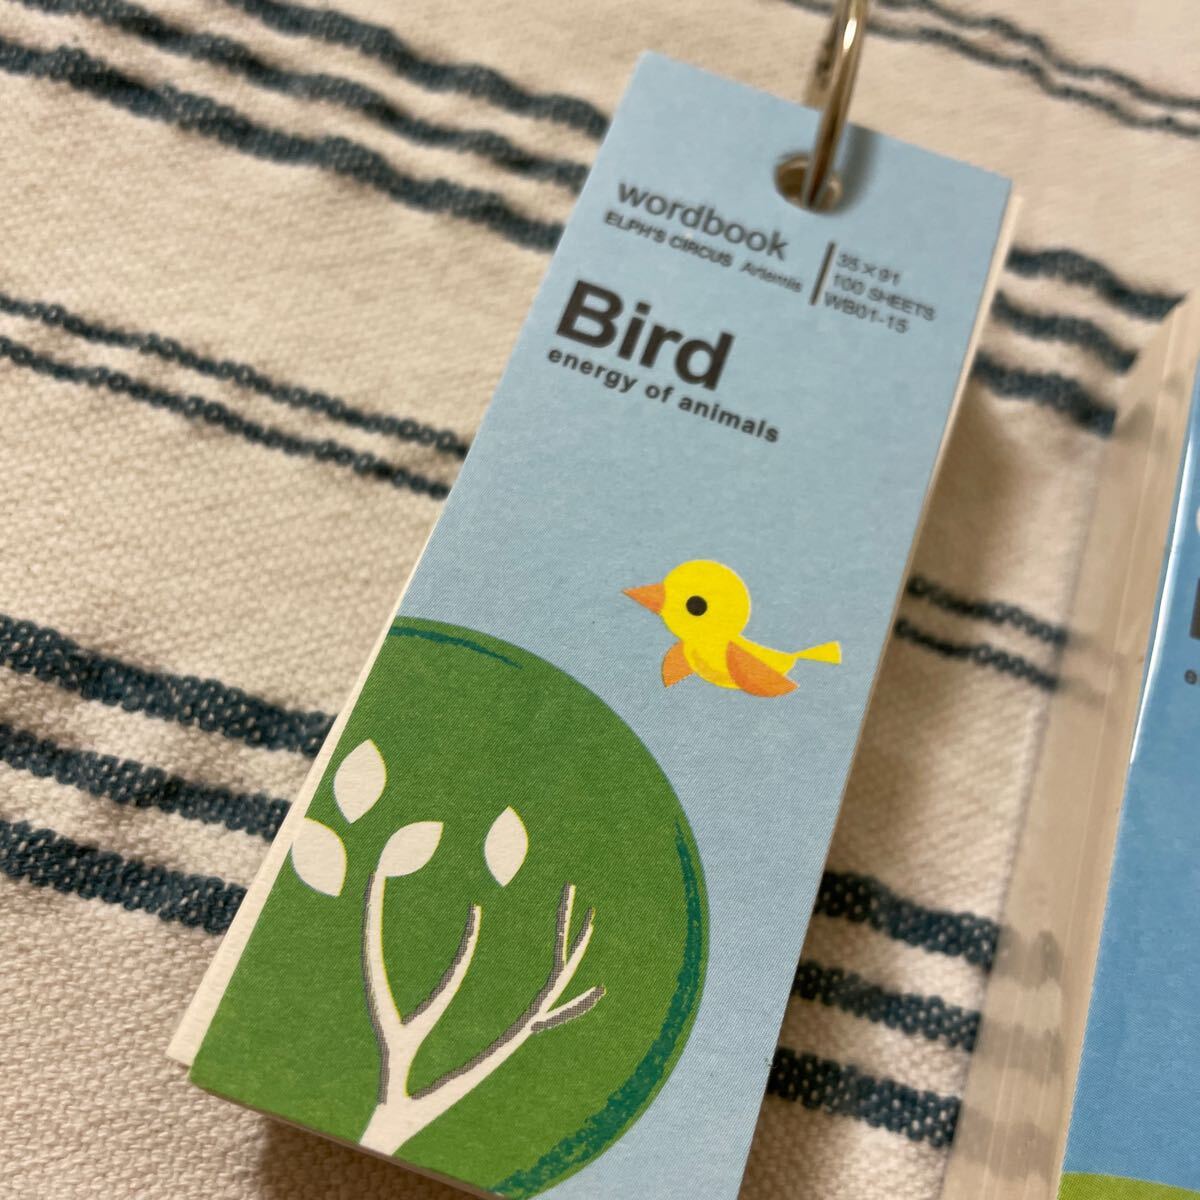 wordbook
ELPH'S CIRCUS Artemis
35×91
100 SHEETS
WB01-15
Bird
energy of animals